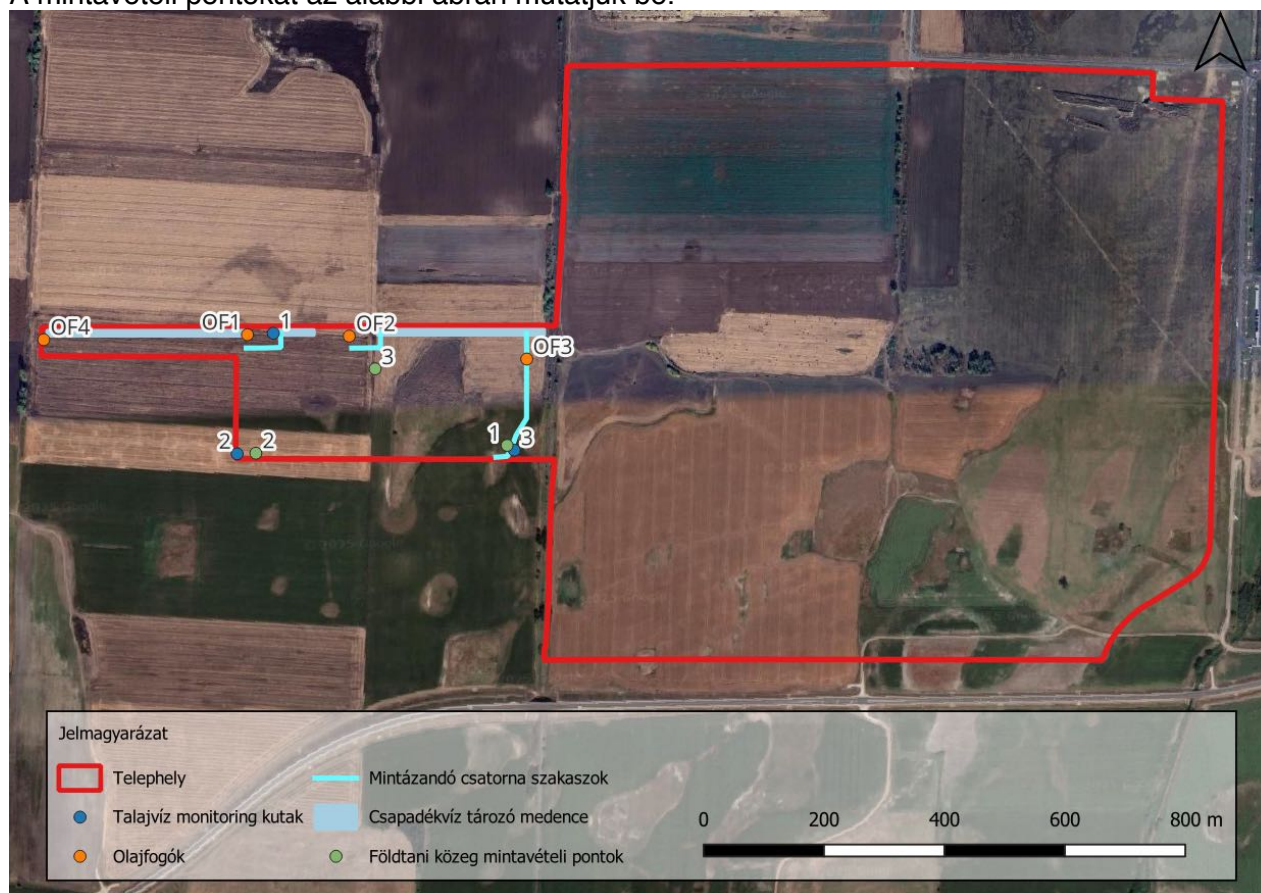 A mintavételi pontokat az alábbi ábrán mutatjuk be:
OF4
OF1
1
OF2
3
OF3
1
3
2
2
Jelmagyarázat
Telephely
Mintázandó csatorna szakaszok
Talajvíz monitoring kutak
Csapadékvíz tározó medence
Olajfogók
Földtani közeg mintavételi pontok
0
200
400
600
800 m